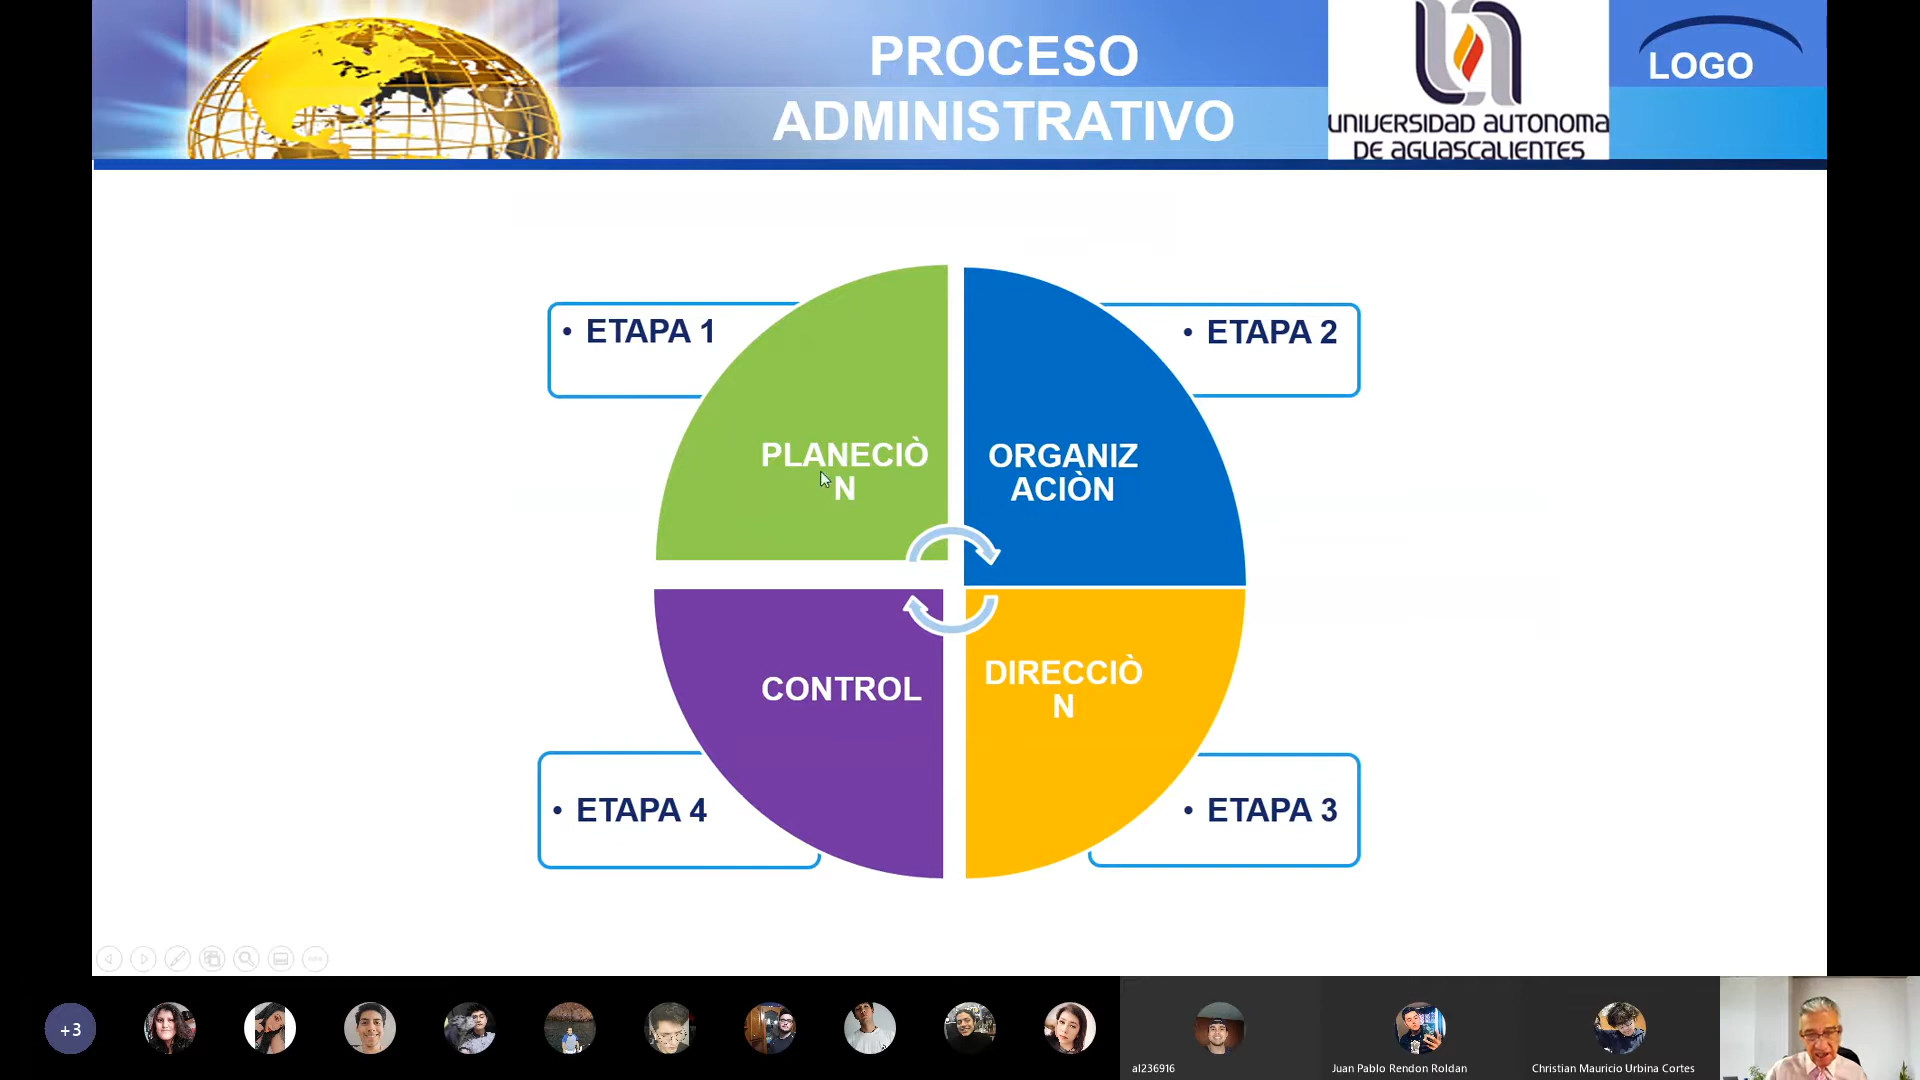 PROCESO
ADMINISTRATIVO
UNIVERSIDAD AUTONOMA
DE AGUASCALIENTES
LOGO
• ETAPA 1
• ETAPA 2
PLANECIÒ
N
ORGANIZ
ACIÒN
CONTROL
DIRECCIÒ
N
• ETAPA 4
• ETAPA 3
+3
al236916
Juan Pablo Rendon Roldan
Christian Mauricio Urbina Cortes